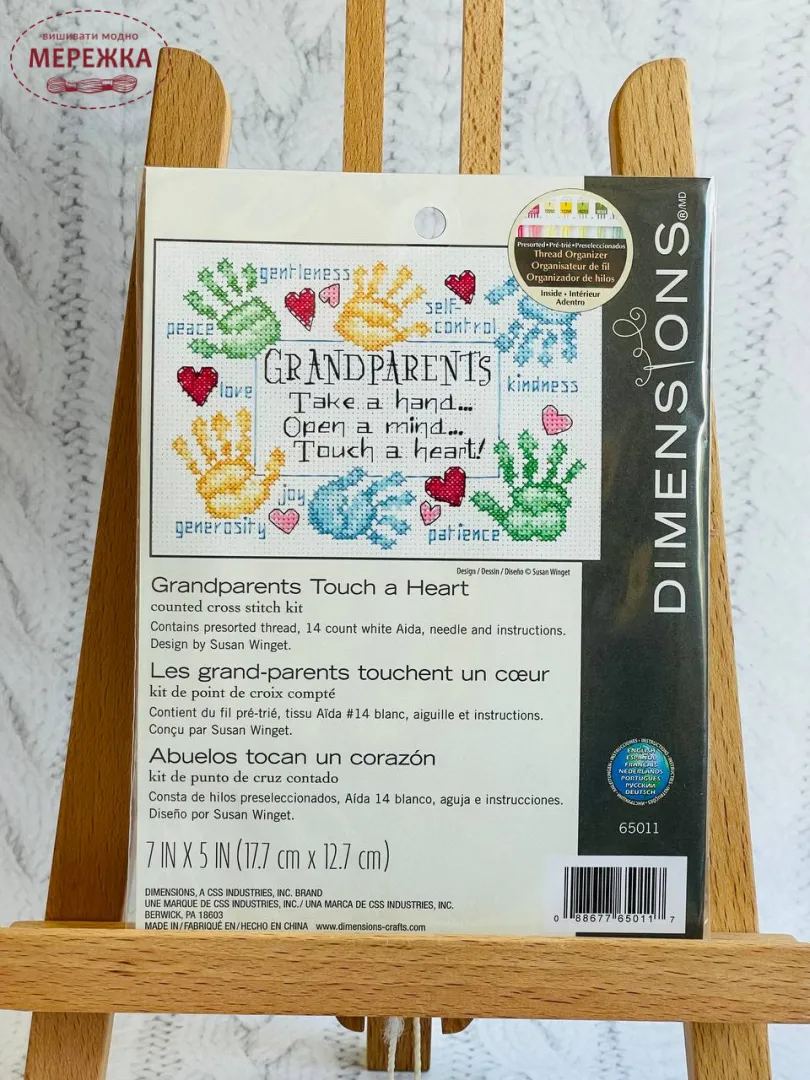 вишивати модно
МЕРЕЖКА
Presorted • Pré-trié • Preseleccionados
Thread Organizer
Organisateur de fil
Organizador de hilos
Inside • Intérieur
Adentro
DIMENSIONS®/MD
gentleness
self-
control
peace
GRANDPARENTS
kindness
love
Take a hand...
Open a mind...
Touch a heart!
joy
generosity
patience
Design / Dessin / Diseño © Susan Winget
Grandparents Touch a Heart
counted cross stitch kit
Contains presorted thread, 14 count white Aida, needle and instructions.
Design by Susan Winget.
Les grand-parents touchent un cœur
kit de point de croix compté
Contient du fil pré-trié, tissu Aïda #14 blanc, aiguille et instructions.
Conçu par Susan Winget.
Abuelos tocan un corazón
kit de punto de cruz contado
Consta de hilos preseleccionados, Aída 14 blanco, aguja e instrucciones.
Diseño por Susan Winget.
7 IN X 5 IN (17.7 cm x 12.7 cm)
ENGLISH
ESPAÑOL
FRANÇAIS
NEDERLANDS
PORTUGUÊS
РУССКИЙ
DEUTSCH
65011
DIMENSIONS, A CSS INDUSTRIES, INC. BRAND
UNE MARQUE DE CSS INDUSTRIES, INC./ UNA MARCA DE CSS INDUSTRIES, INC.
BERWICK, PA 18603
MADE IN / FABRIQUÉ EN / HECHO EN CHINA www.dimensions-crafts.com
0 88677 65011 7